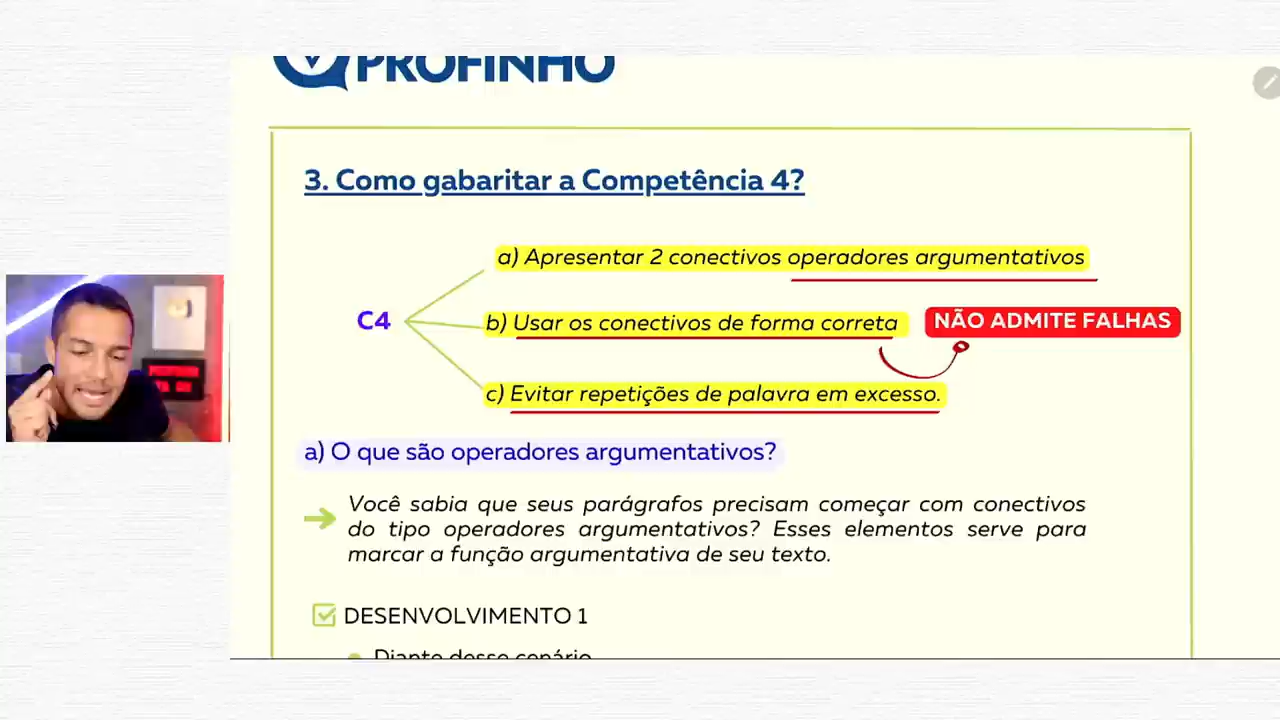 PROFINHO
3. Como gabaritar a Competência 4?
a) Apresentar 2 conectivos operadores argumentativos
C4
b) Usar os conectivos de forma correta
NÃO ADMITE FALHAS
c) Evitar repetições de palavra em excesso.
a) O que são operadores argumentativos?
Você sabia que seus parágrafos precisam começar com conectivos
do tipo operadores argumentativos? Esses elementos serve para
marcar a função argumentativa de seu texto.
DESENVOLVIMENTO 1
Diante desse cenário